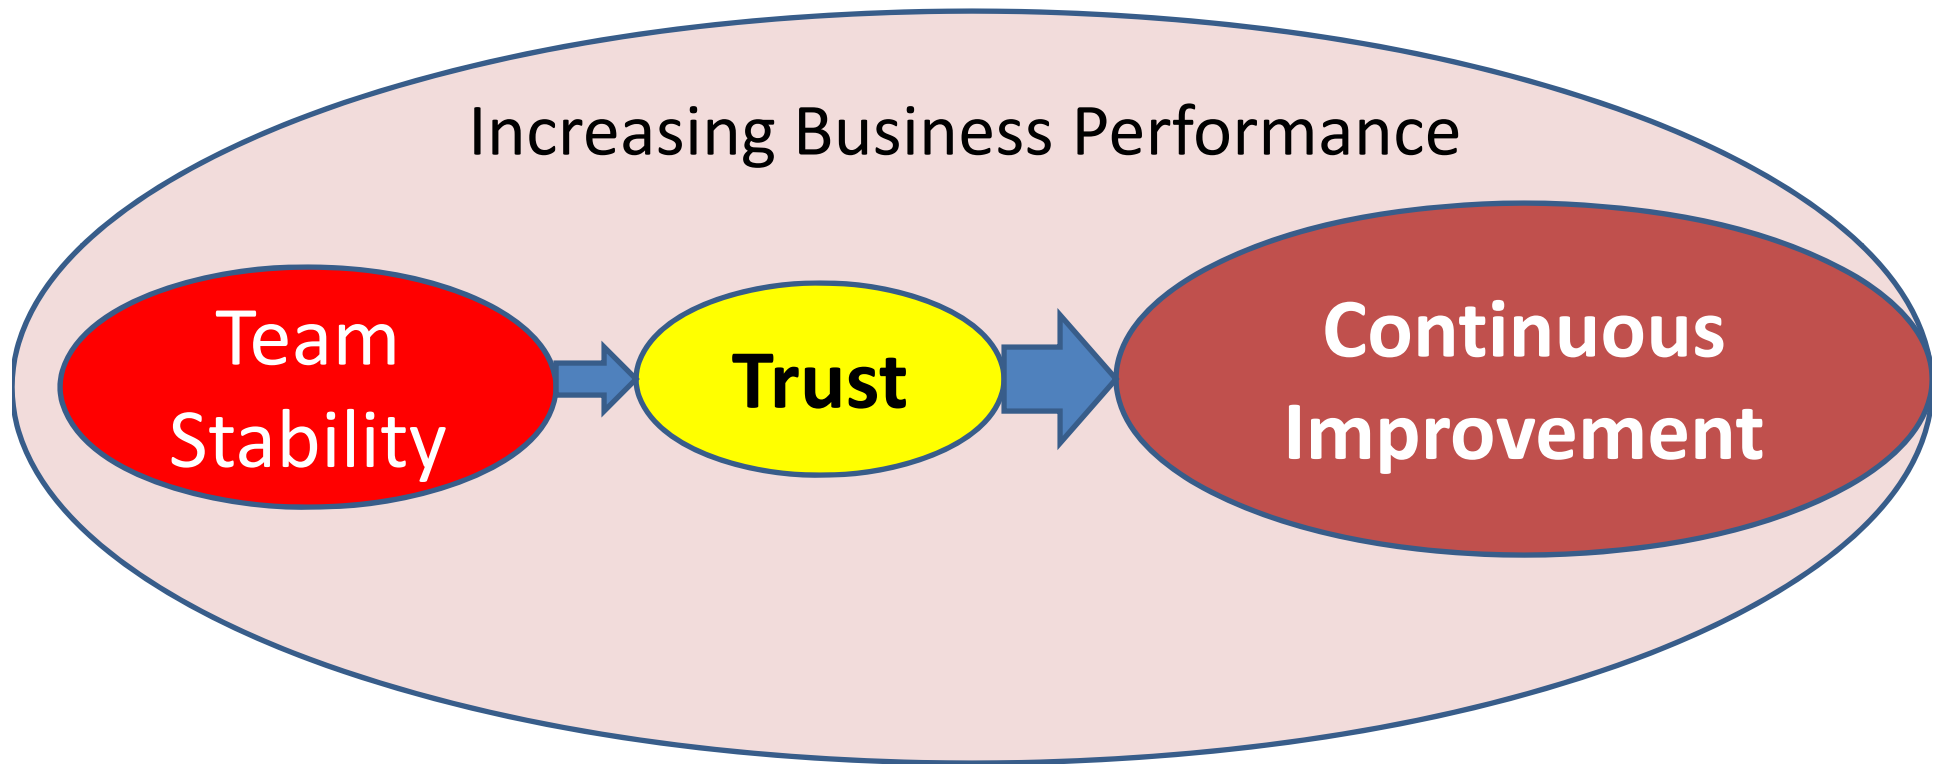 Increasing Business Performance
Team
Stability
Trust
Continuous
Improvement